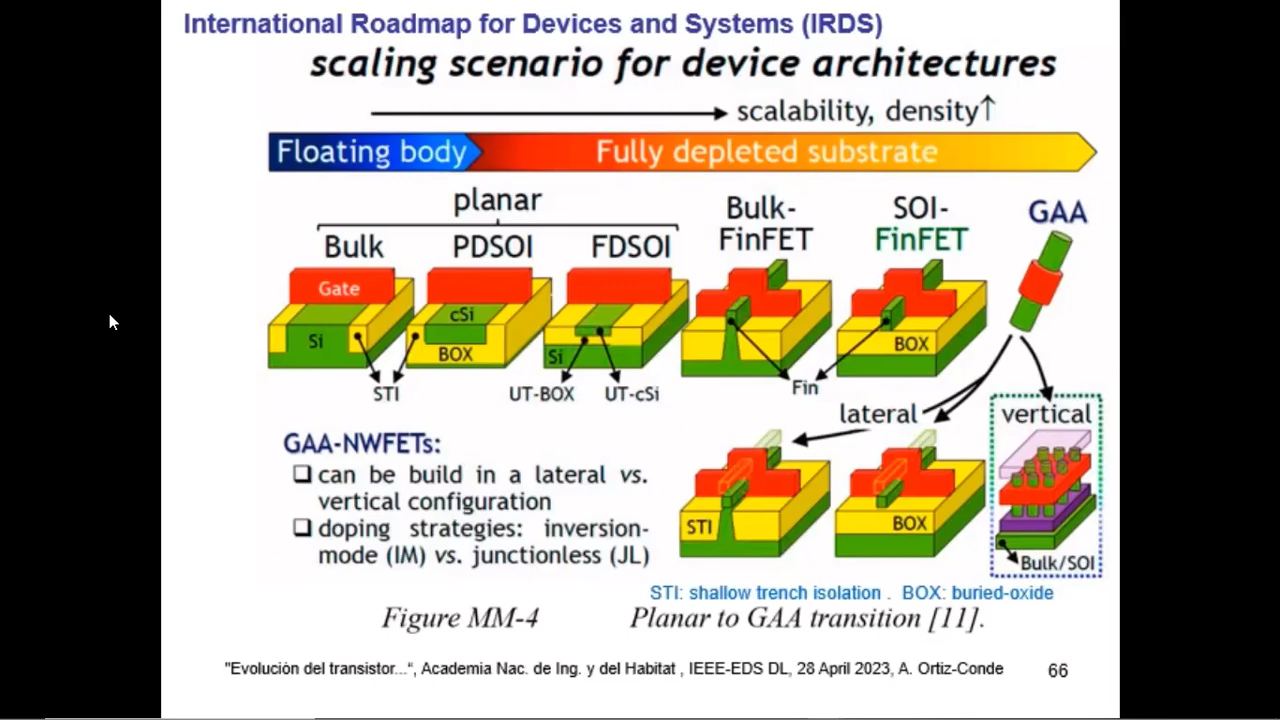 International Roadmap for Devices and Systems (IRDS)
scaling scenario for device architectures
scalability, density↑
Floating body
Fully depleted substrate
planar
Bulk
PDSOI
FDSOI
Bulk-
FinFET
SOI-
FinFET
GAA
Gate
Si
cSi
BOX
Si
BOX
STI
UT-BOX
UT-cSi
Fin
lateral
vertical
GAA-NWFETs:
❑ can be build in a lateral vs.
vertical configuration
❑ doping strategies: inversion-
mode (IM) vs. junctionless (JL)
STI
BOX
Bulk/SOI
STI: shallow trench isolation . BOX: buried-oxide
Figure MM-4 Planar to GAA transition [11].
"Evolución del transistor...“, Academia Nac. de Ing. y del Habitat , IEEE-EDS DL, 28 April 2023, A. Ortiz-Conde 66